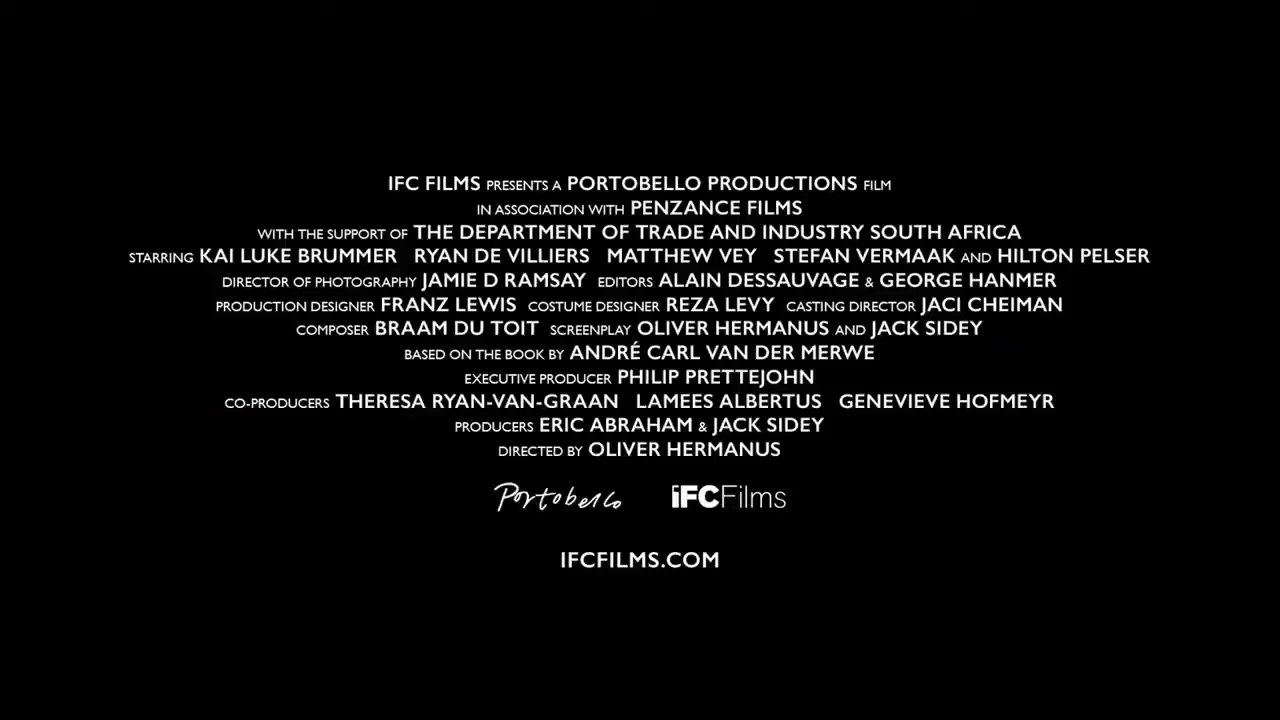 IFC FILMS PRESENTS A PORTOBELLO PRODUCTIONS FILM
IN ASSOCIATION WITH PENZANCE FILMS
WITH THE SUPPORT OF THE DEPARTMENT OF TRADE AND INDUSTRY SOUTH AFRICA
STARRING KAI LUKE BRUMMER RYAN DE VILLIERS MATTHEW VEY STEFAN VERMAAK AND HILTON PELSER
DIRECTOR OF PHOTOGRAPHY JAMIE D RAMSAY EDITORS ALAIN DESSAUVAGE & GEORGE HANMER
PRODUCTION DESIGNER FRANZ LEWIS COSTUME DESIGNER REZA LEVY CASTING DIRECTOR JACI CHEIMAN
COMPOSER BRAAM DU TOIT SCREENPLAY OLIVER HERMANUS AND JACK SIDEY
BASED ON THE BOOK BY ANDRÉ CARL VAN DER MERWE
EXECUTIVE PRODUCER PHILIP PRETTEJOHN
CO-PRODUCERS THERESA RYAN-VAN-GRAAN LAMEES ALBERTUS GENEVIEVE HOFMEYR
PRODUCERS ERIC ABRAHAM & JACK SIDEY
DIRECTED BY OLIVER HERMANUS
Portobello IFC Films
IFCFILMS.COM